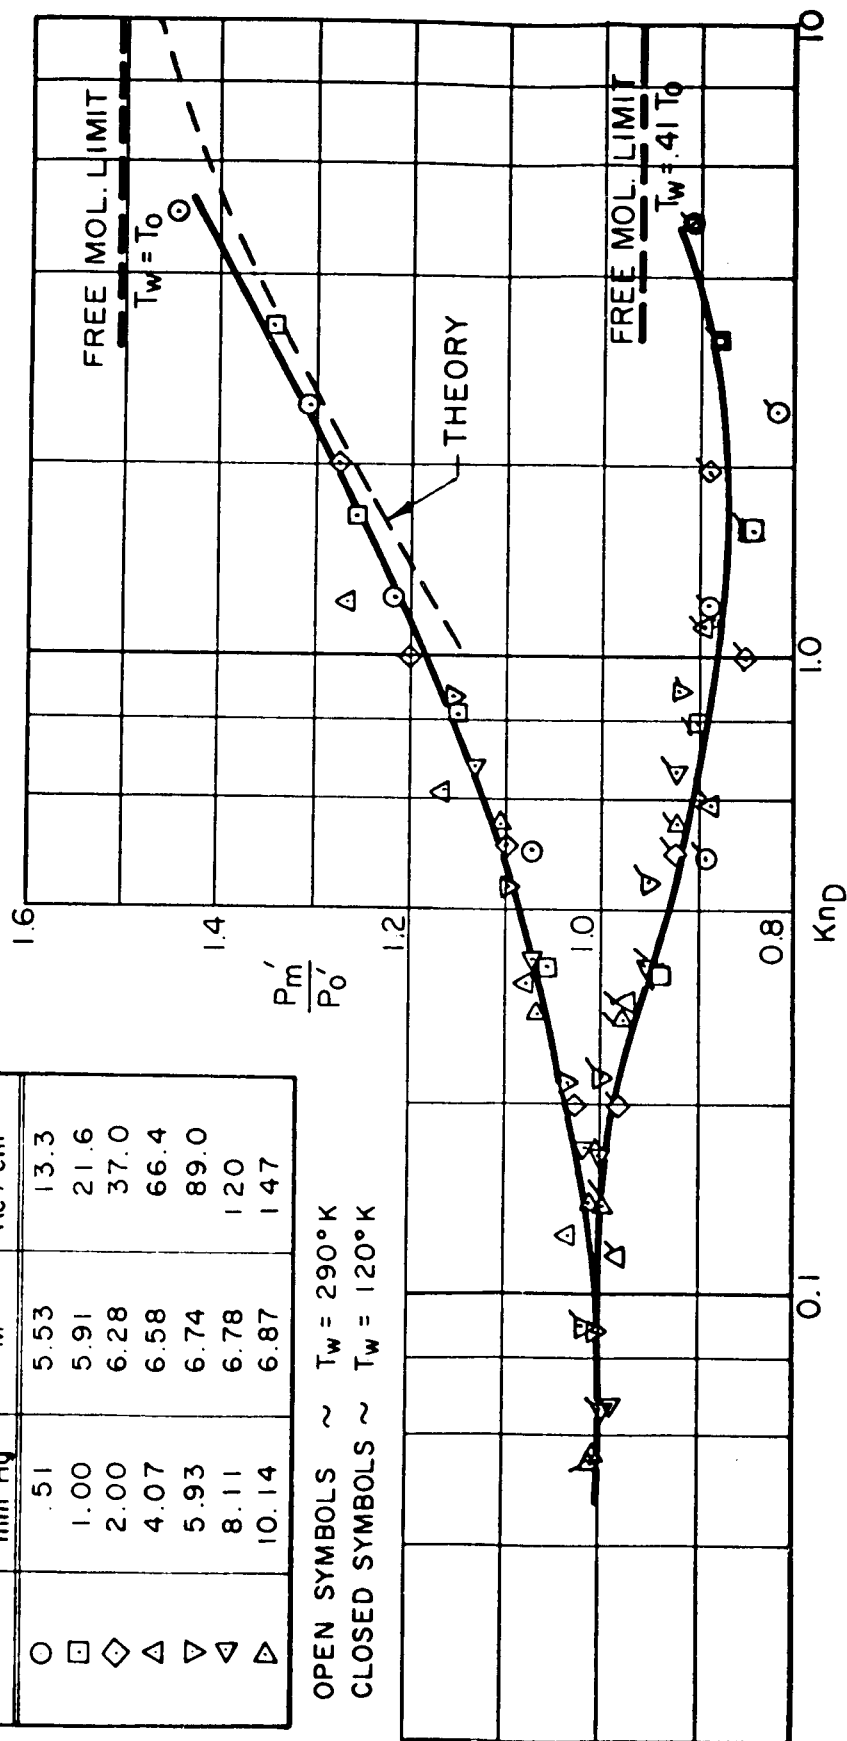 mm Hg M Re / cm
.51 5.53 13.3
1.00 5.91 21.6
2.00 6.28 37.0
4.07 6.58 66.4
5.93 6.74 89.0
8.11 6.78 120
10.14 6.87 147
OPEN SYMBOLS ~ Tw = 290°K
CLOSED SYMBOLS ~ Tw = 120°K
1.6
1.4
1.2
1.0
0.8
Pm'
Po'
FREE MOL. LIMIT
Tw = To
THEORY
FREE MOL. LIMIT
Tw = .41 To
0.1
1.0
10
KnD